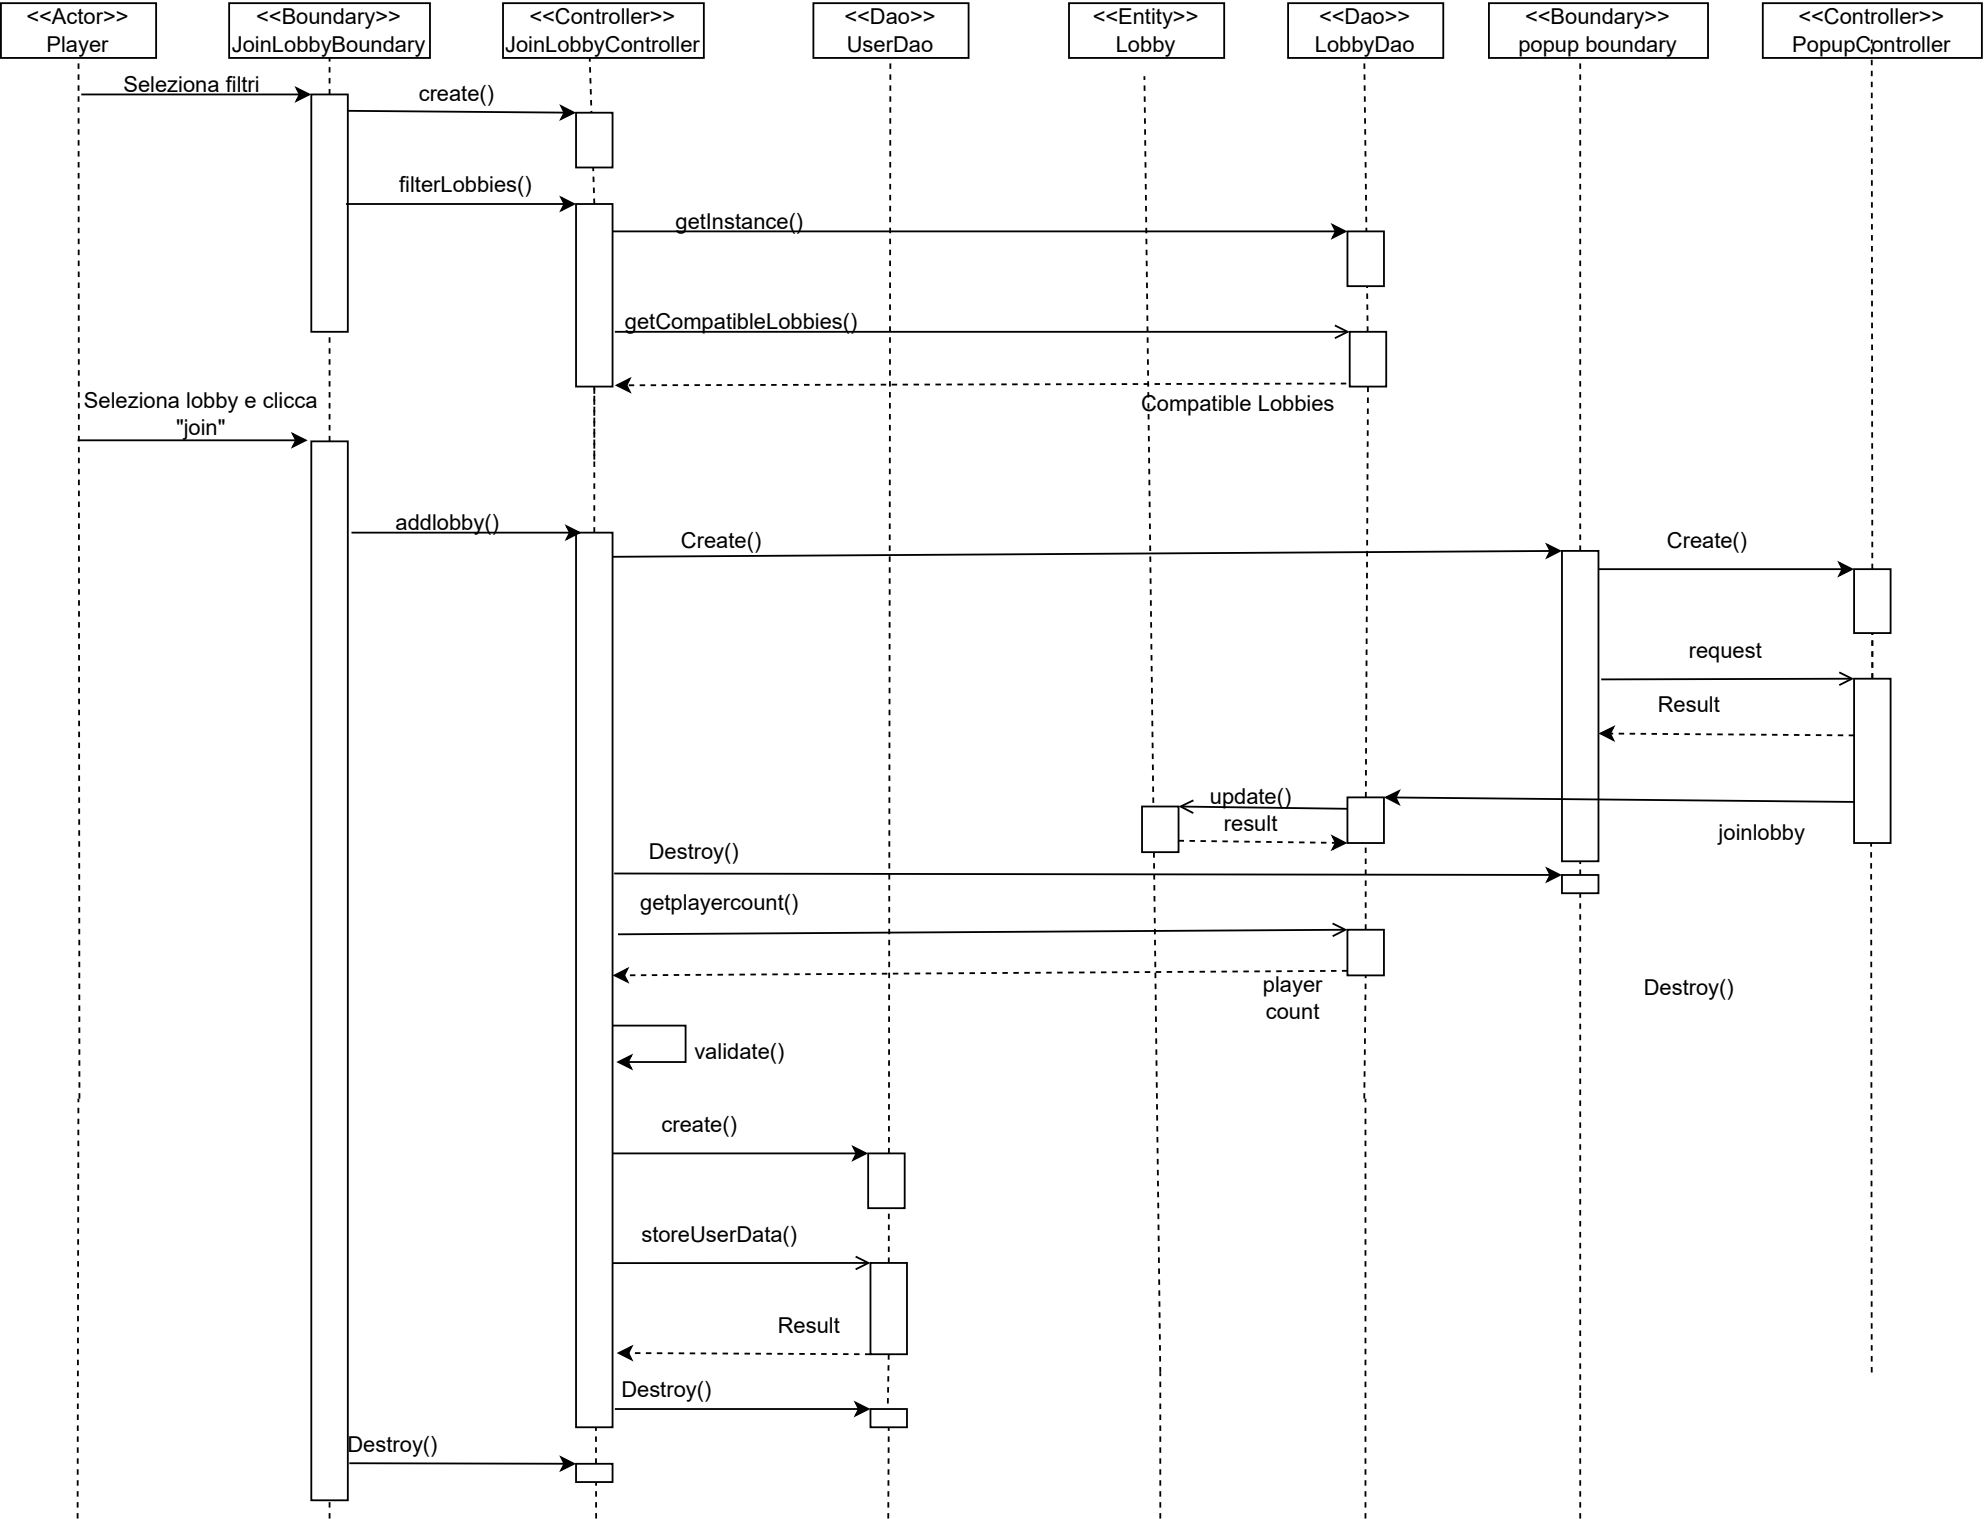 <<Actor>>
Player
<<Boundary>>
JoinLobbyBoundary
<<Controller>>
JoinLobbyController
<<Dao>>
UserDao
<<Entity>>
Lobby
<<Dao>>
LobbyDao
<<Boundary>>
popup boundary
<<Controller>>
PopupController
Seleziona filtri
create()
filterLobbies()
getInstance()
getCompatibleLobbies()
Compatible Lobbies
Seleziona lobby e clicca
"join"
addlobby()
Create()
Create()
request
Result
update()
result
joinlobby
Destroy()
getplayercount()
player
count
Destroy()
validate()
create()
storeUserData()
Result
Destroy()
Destroy()